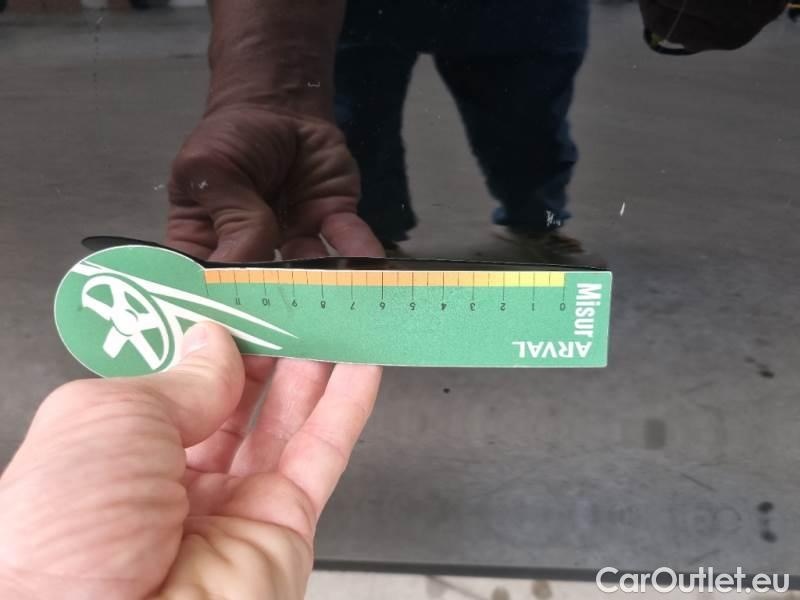 Misur
ARVAL
0 1 2 3 4 5 6 7 8 9 10 11
CarOutlet.eu